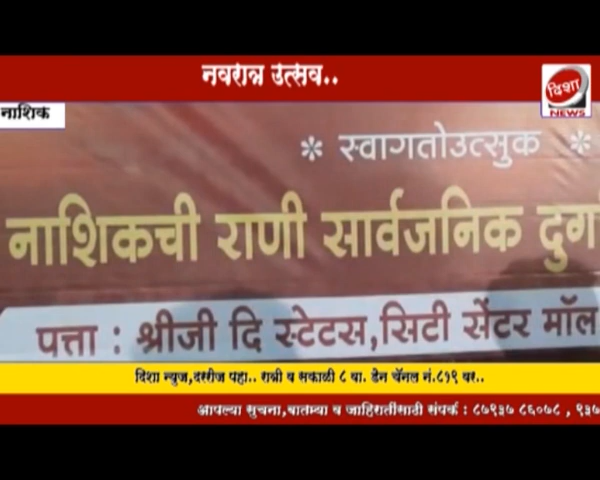 नवरात्र उत्सव..
दिशा
NEWS
नाशिक
* स्वागतोउत्सुक *
नाशिकची राणी सार्वजनिक दुर्गा
पत्ता : श्रीजी दि स्टेटस,सिटी सेंटर मॉल
दिशा न्युज,दररोज पहा.. रात्री व सकाळी ८ वा. डेन चॅनल नं.८१९ वर..
आपल्या सुचना,बातम्या व जाहिरातींसाठी संपर्क : ८७९३७ ८६०७८ , ९३७